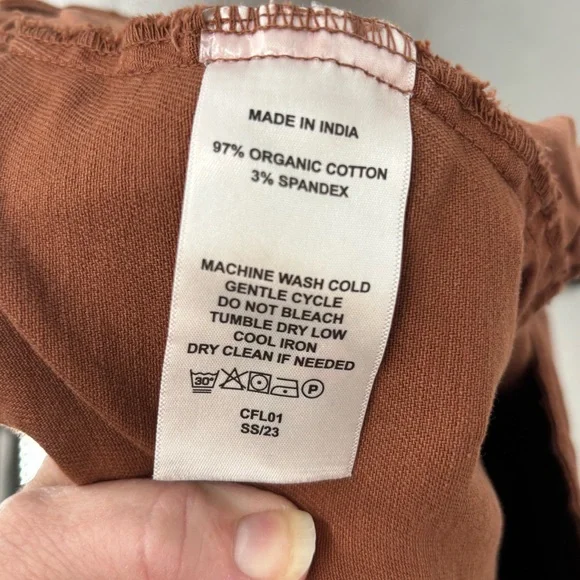 MADE IN INDIA
97% ORGANIC COTTON
3% SPANDEX
MACHINE WASH COLD
GENTLE CYCLE
DO NOT BLEACH
TUMBLE DRY LOW
COOL IRON
DRY CLEAN IF NEEDED
30° P
CFL01
SS/23